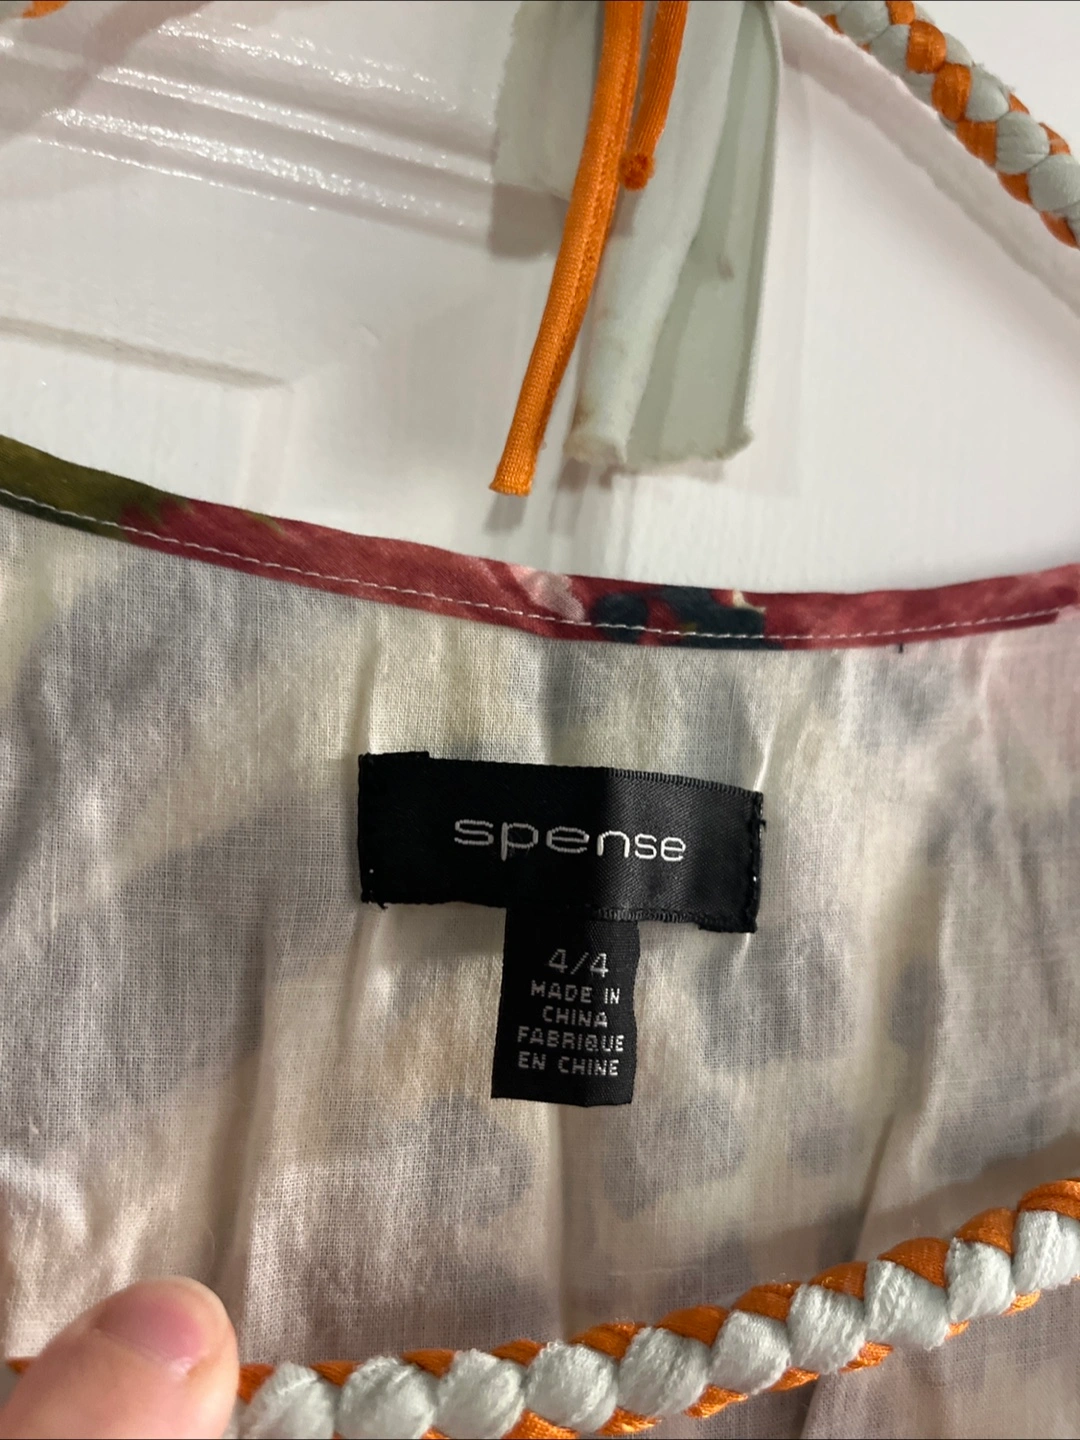 spense
4/4
MADE IN
CHINA
FABRIQUE
EN CHINE